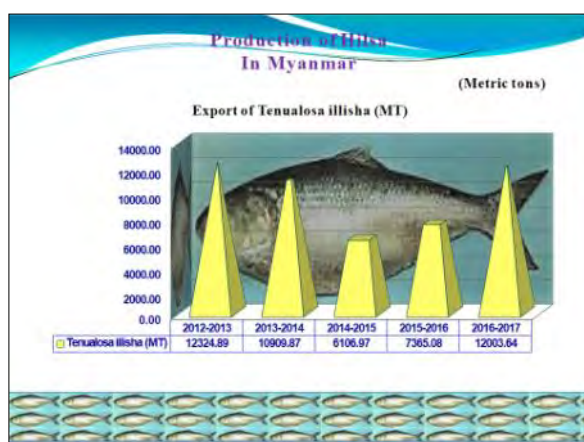 Production of Hilsa
In Myanmar
(Metric tons)
Export of Tenualosa illisha (MT)
14000.00
12000.00
10000.00
8000.00
6000.00
4000.00
2000.00
0.00
2012-2013 2013-2014 2014-2015 2015-2016 2016-2017
Tenualosa illisha (MT) 12324.89 10909.87 6106.97 7365.08 12003.64